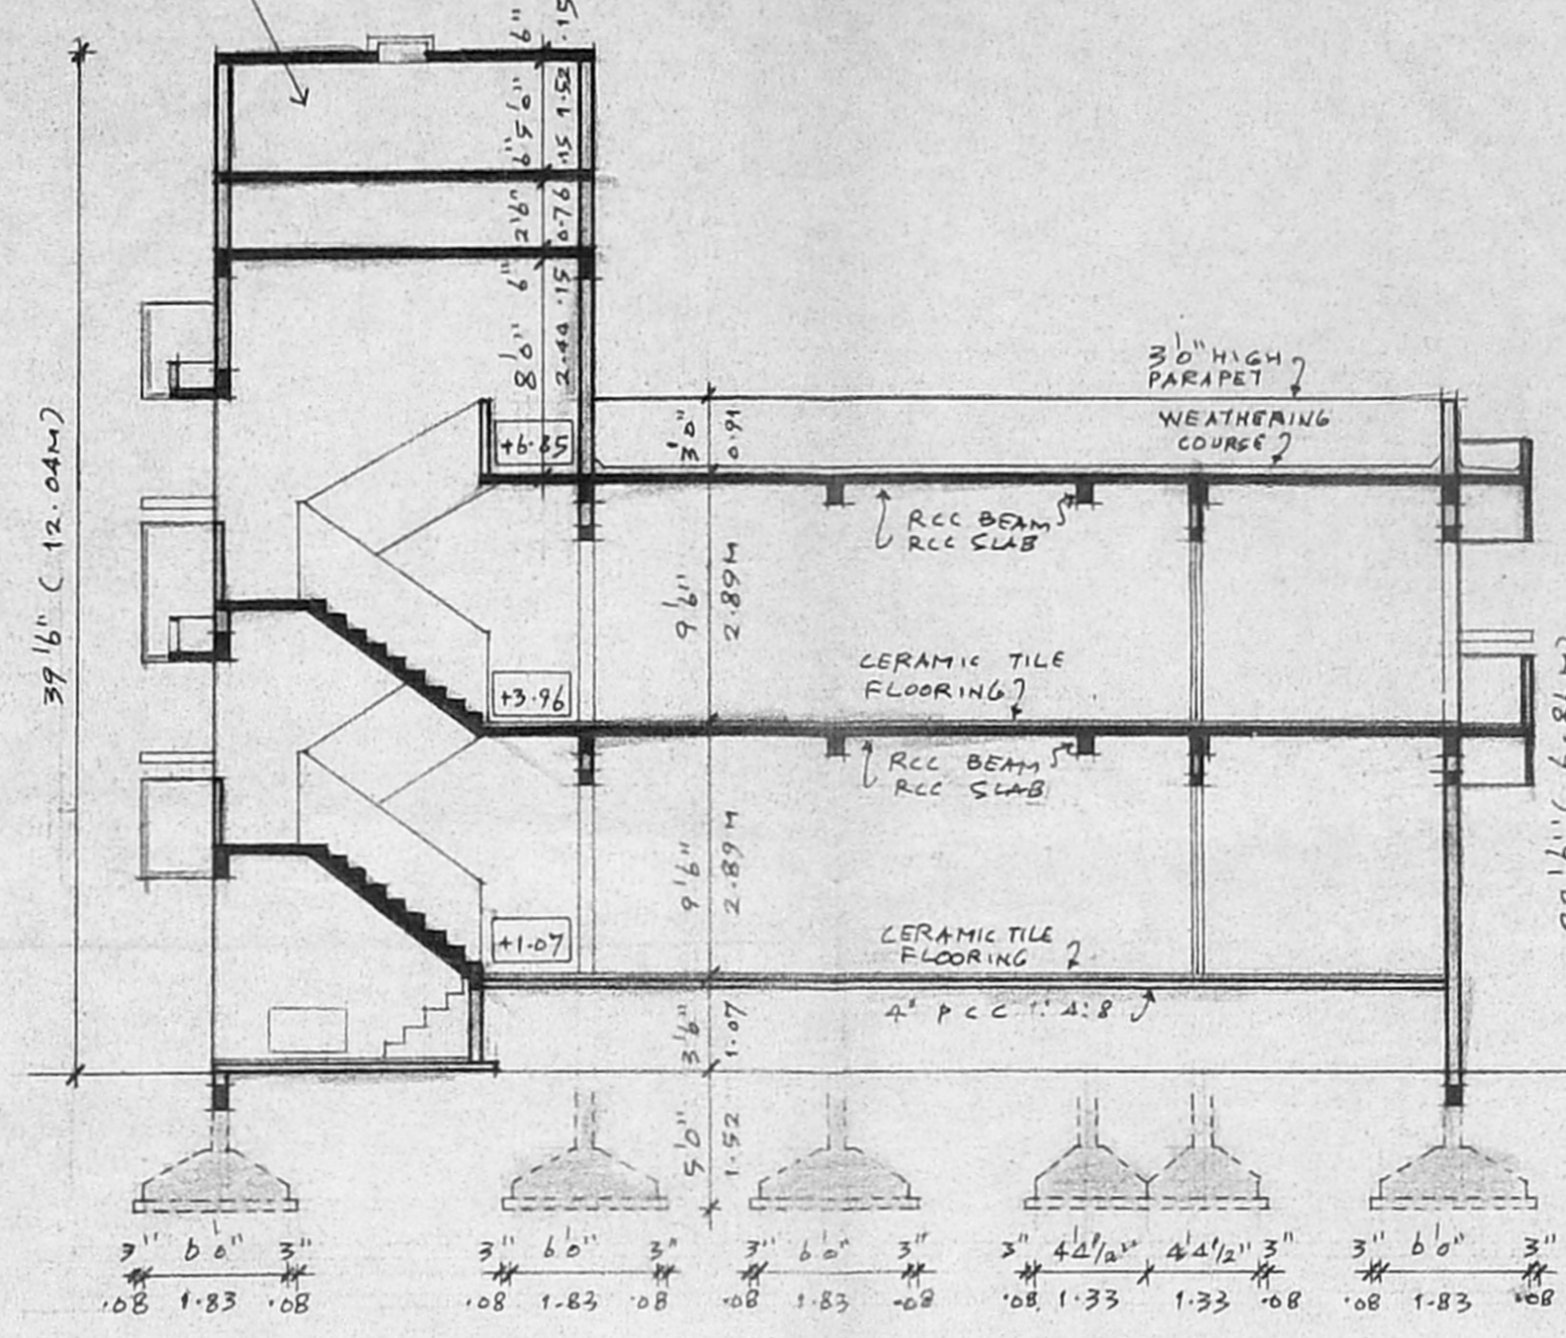 6" .15
5'0" 1.52
6" .15
2'6" 0.76
6" .15
8'0" 2.44
39'6" (12.04M)
3'0" HIGH
PARAPET
WEATHERING
COURSE
+6.85
3'0" 0.91
RCC BEAM
RCC SLAB
9'6" 2.89M
CERAMIC TILE
FLOORING
+3.96
RCC BEAM
RCC SLAB
9'6" 2.89M
CERAMIC TILE
FLOORING
+1.07
4" PCC 1:4:8
3'6" 1.07
5'0" 1.52
3" 6'0" 3" 3" 6'0" 3" 3" 6'0" 3" 3" 4'4½" 4'4½" 3" 3" 6'0" 3"
.08 1.83 .08 .08 1.83 .08 .08 1.83 .08 .08 1.33 1.33 .08 .08 1.83 .08